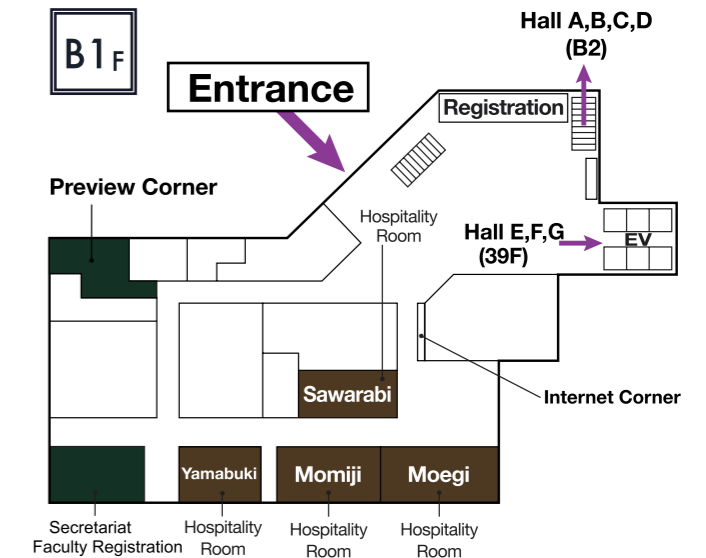 B1F
Hall A,B,C,D
(B2)
Entrance
Registration
Preview Corner
Hospitality
Room
Hall E,F,G
(39F)
EV
Sawarabi
Internet Corner
Yamabuki
Momiji
Moegi
Secretariat
Faculty Registration
Hospitality
Room
Hospitality
Room
Hospitality
Room